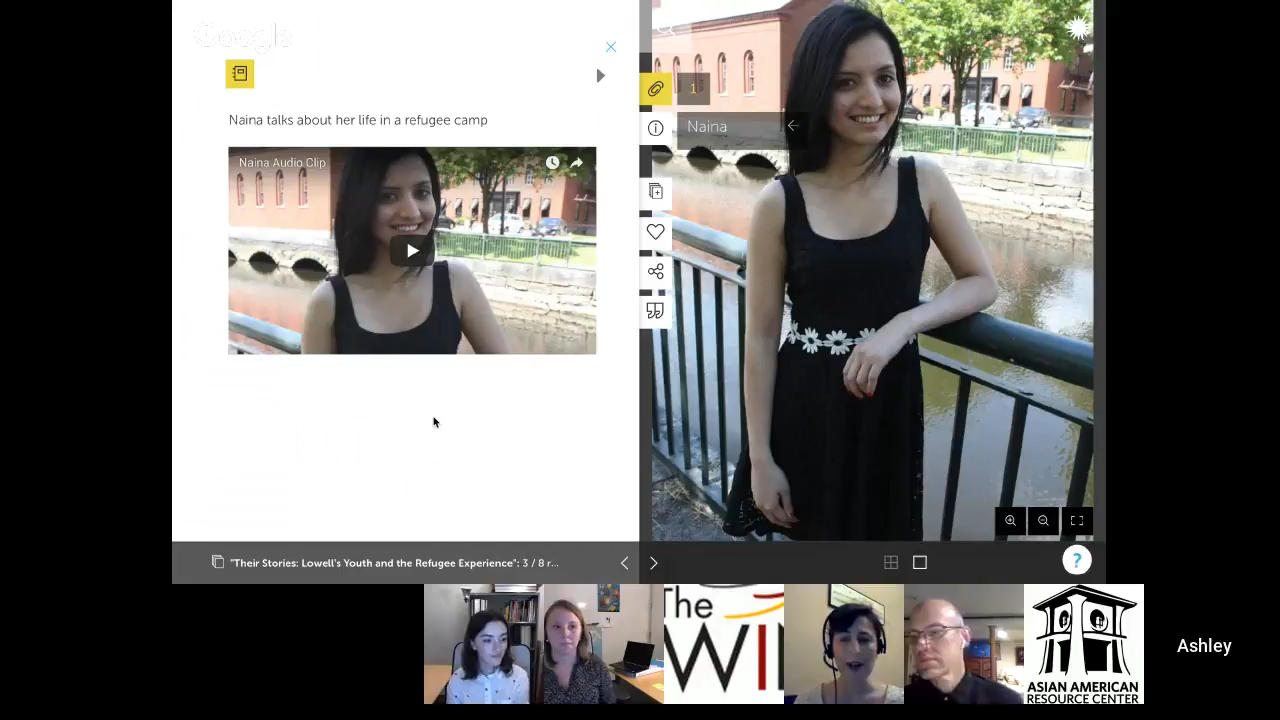 Google
Naina talks about her life in a refugee camp
Naina Audio Clip
1
Naina
"Their Stories: Lowell's Youth and the Refugee Experience": 3 / 8 r...
?
The
WI
ASIAN AMERICAN
RESOURCE CENTER
Ashley